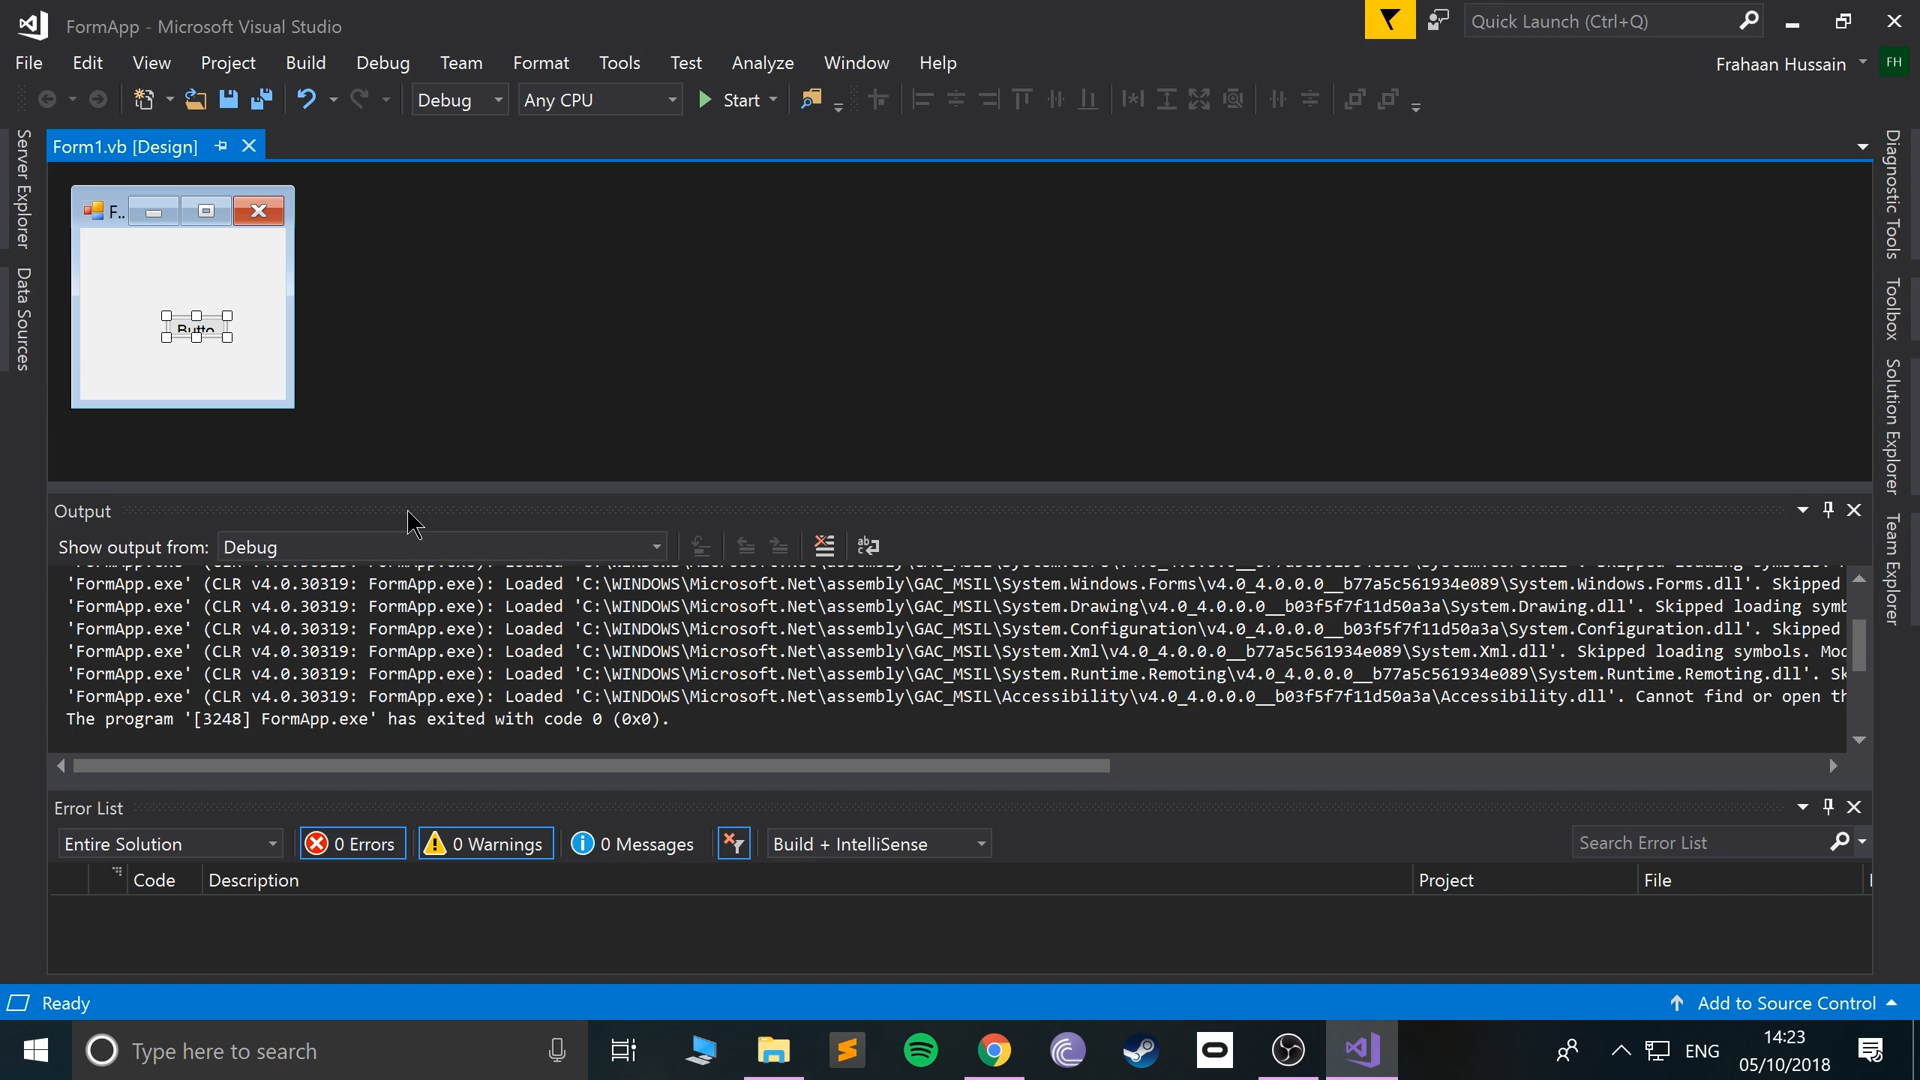 FormApp - Microsoft Visual Studio
Quick Launch (Ctrl+Q)
File Edit View Project Build Debug Team Format Tools Test Analyze Window Help
Frahaan Hussain FH
Debug Any CPU Start
Form1.vb [Design]
Server Explorer
Data Sources
Diagnostic Tools
Toolbox
Solution Explorer
Team Explorer
F..
Butto
Output
Show output from: Debug
'FormApp.exe' (CLR v4.0.30319: FormApp.exe): Loaded 'C:\WINDOWS\Microsoft.Net\assembly\GAC_MSIL\System.Windows.Forms\v4.0_4.0.0.0__b77a5c561934e089\System.Windows.Forms.dll'. Skipped
'FormApp.exe' (CLR v4.0.30319: FormApp.exe): Loaded 'C:\WINDOWS\Microsoft.Net\assembly\GAC_MSIL\System.Drawing\v4.0_4.0.0.0__b03f5f7f11d50a3a\System.Drawing.dll'. Skipped loading symb
'FormApp.exe' (CLR v4.0.30319: FormApp.exe): Loaded 'C:\WINDOWS\Microsoft.Net\assembly\GAC_MSIL\System.Configuration\v4.0_4.0.0.0__b03f5f7f11d50a3a\System.Configuration.dll'. Skipped
'FormApp.exe' (CLR v4.0.30319: FormApp.exe): Loaded 'C:\WINDOWS\Microsoft.Net\assembly\GAC_MSIL\System.Xml\v4.0_4.0.0.0__b77a5c561934e089\System.Xml.dll'. Skipped loading symbols. Mod
'FormApp.exe' (CLR v4.0.30319: FormApp.exe): Loaded 'C:\WINDOWS\Microsoft.Net\assembly\GAC_MSIL\System.Runtime.Remoting\v4.0_4.0.0.0__b77a5c561934e089\System.Runtime.Remoting.dll'. Sk
'FormApp.exe' (CLR v4.0.30319: FormApp.exe): Loaded 'C:\WINDOWS\Microsoft.Net\assembly\GAC_MSIL\Accessibility\v4.0_4.0.0.0__b03f5f7f11d50a3a\Accessibility.dll'. Cannot find or open th
The program '[3248] FormApp.exe' has exited with code 0 (0x0).
Error List
Entire Solution 0 Errors 0 Warnings 0 Messages Build + IntelliSense Search Error List
Code Description Project File
Ready Add to Source Control
Type here to search
ENG
14:23
05/10/2018